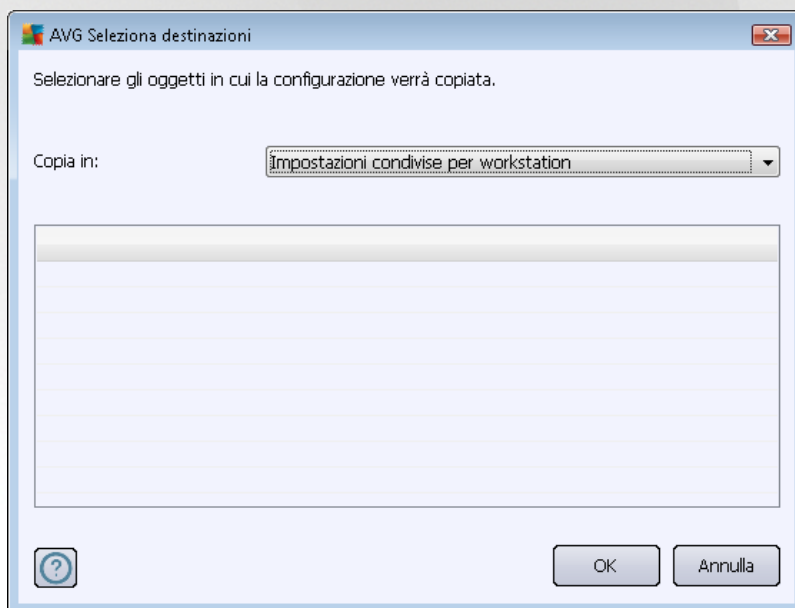 AVG Seleziona destinazioni
Selezionare gli oggetti in cui la configurazione verrà copiata.
Copia in: Impostazioni condivise per workstation
?
OK Annulla